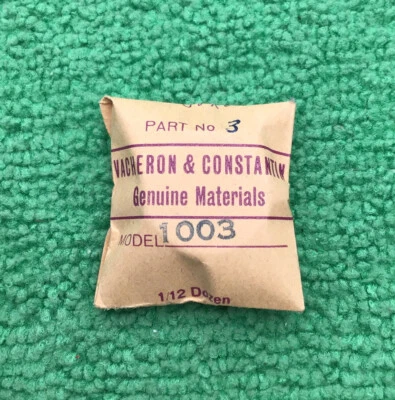 PART No 3
VACHERON & CONSTANTIN
Genuine Materials
MODEL 1003
1/12 Dozen